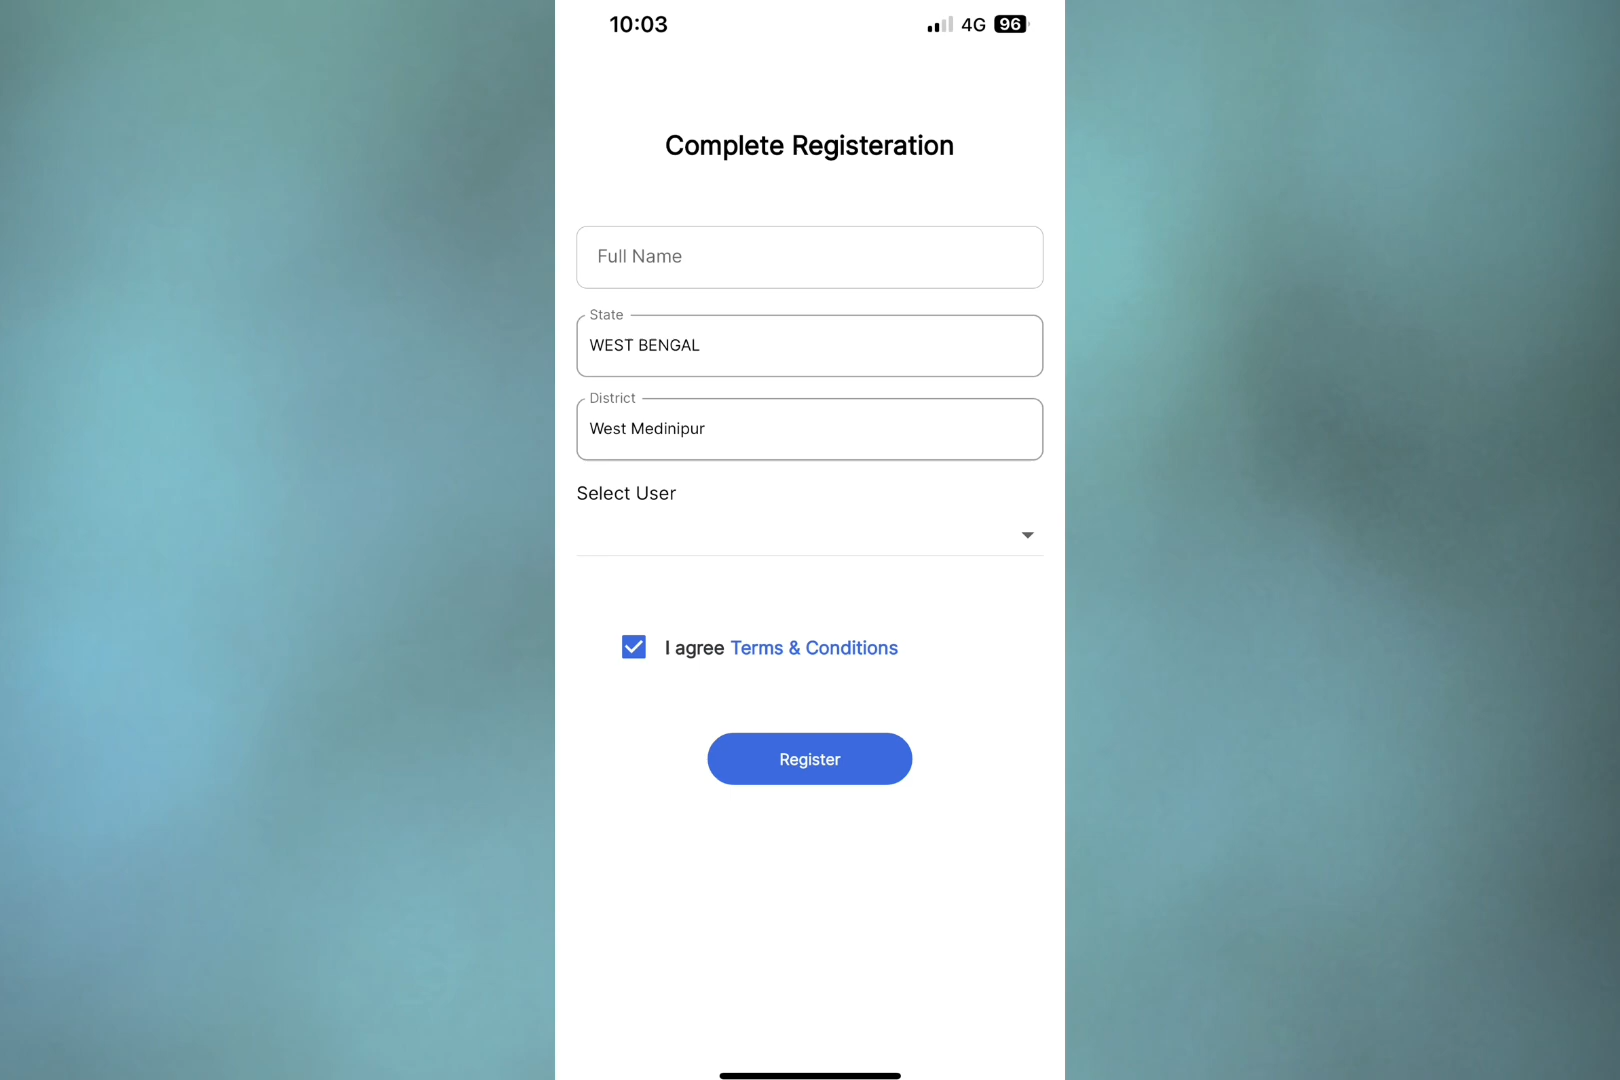 10:03
4G 96
Complete Registeration
Full Name
State
WEST BENGAL
District
West Medinipur
Select User
I agree Terms & Conditions
Register